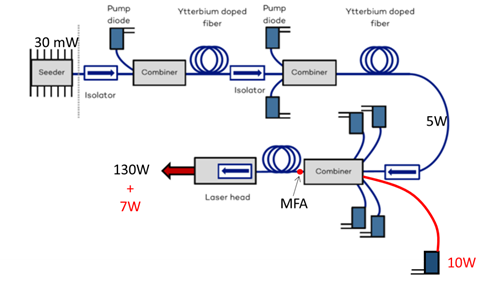 Pump
diode
Ytterbium doped
fiber
Pump
diode
Ytterbium doped
fiber
30 mW
Seeder
Isolator
Combiner
Isolator
Combiner
5W
130W
+
7W
Laser head
MFA
Combiner
10W